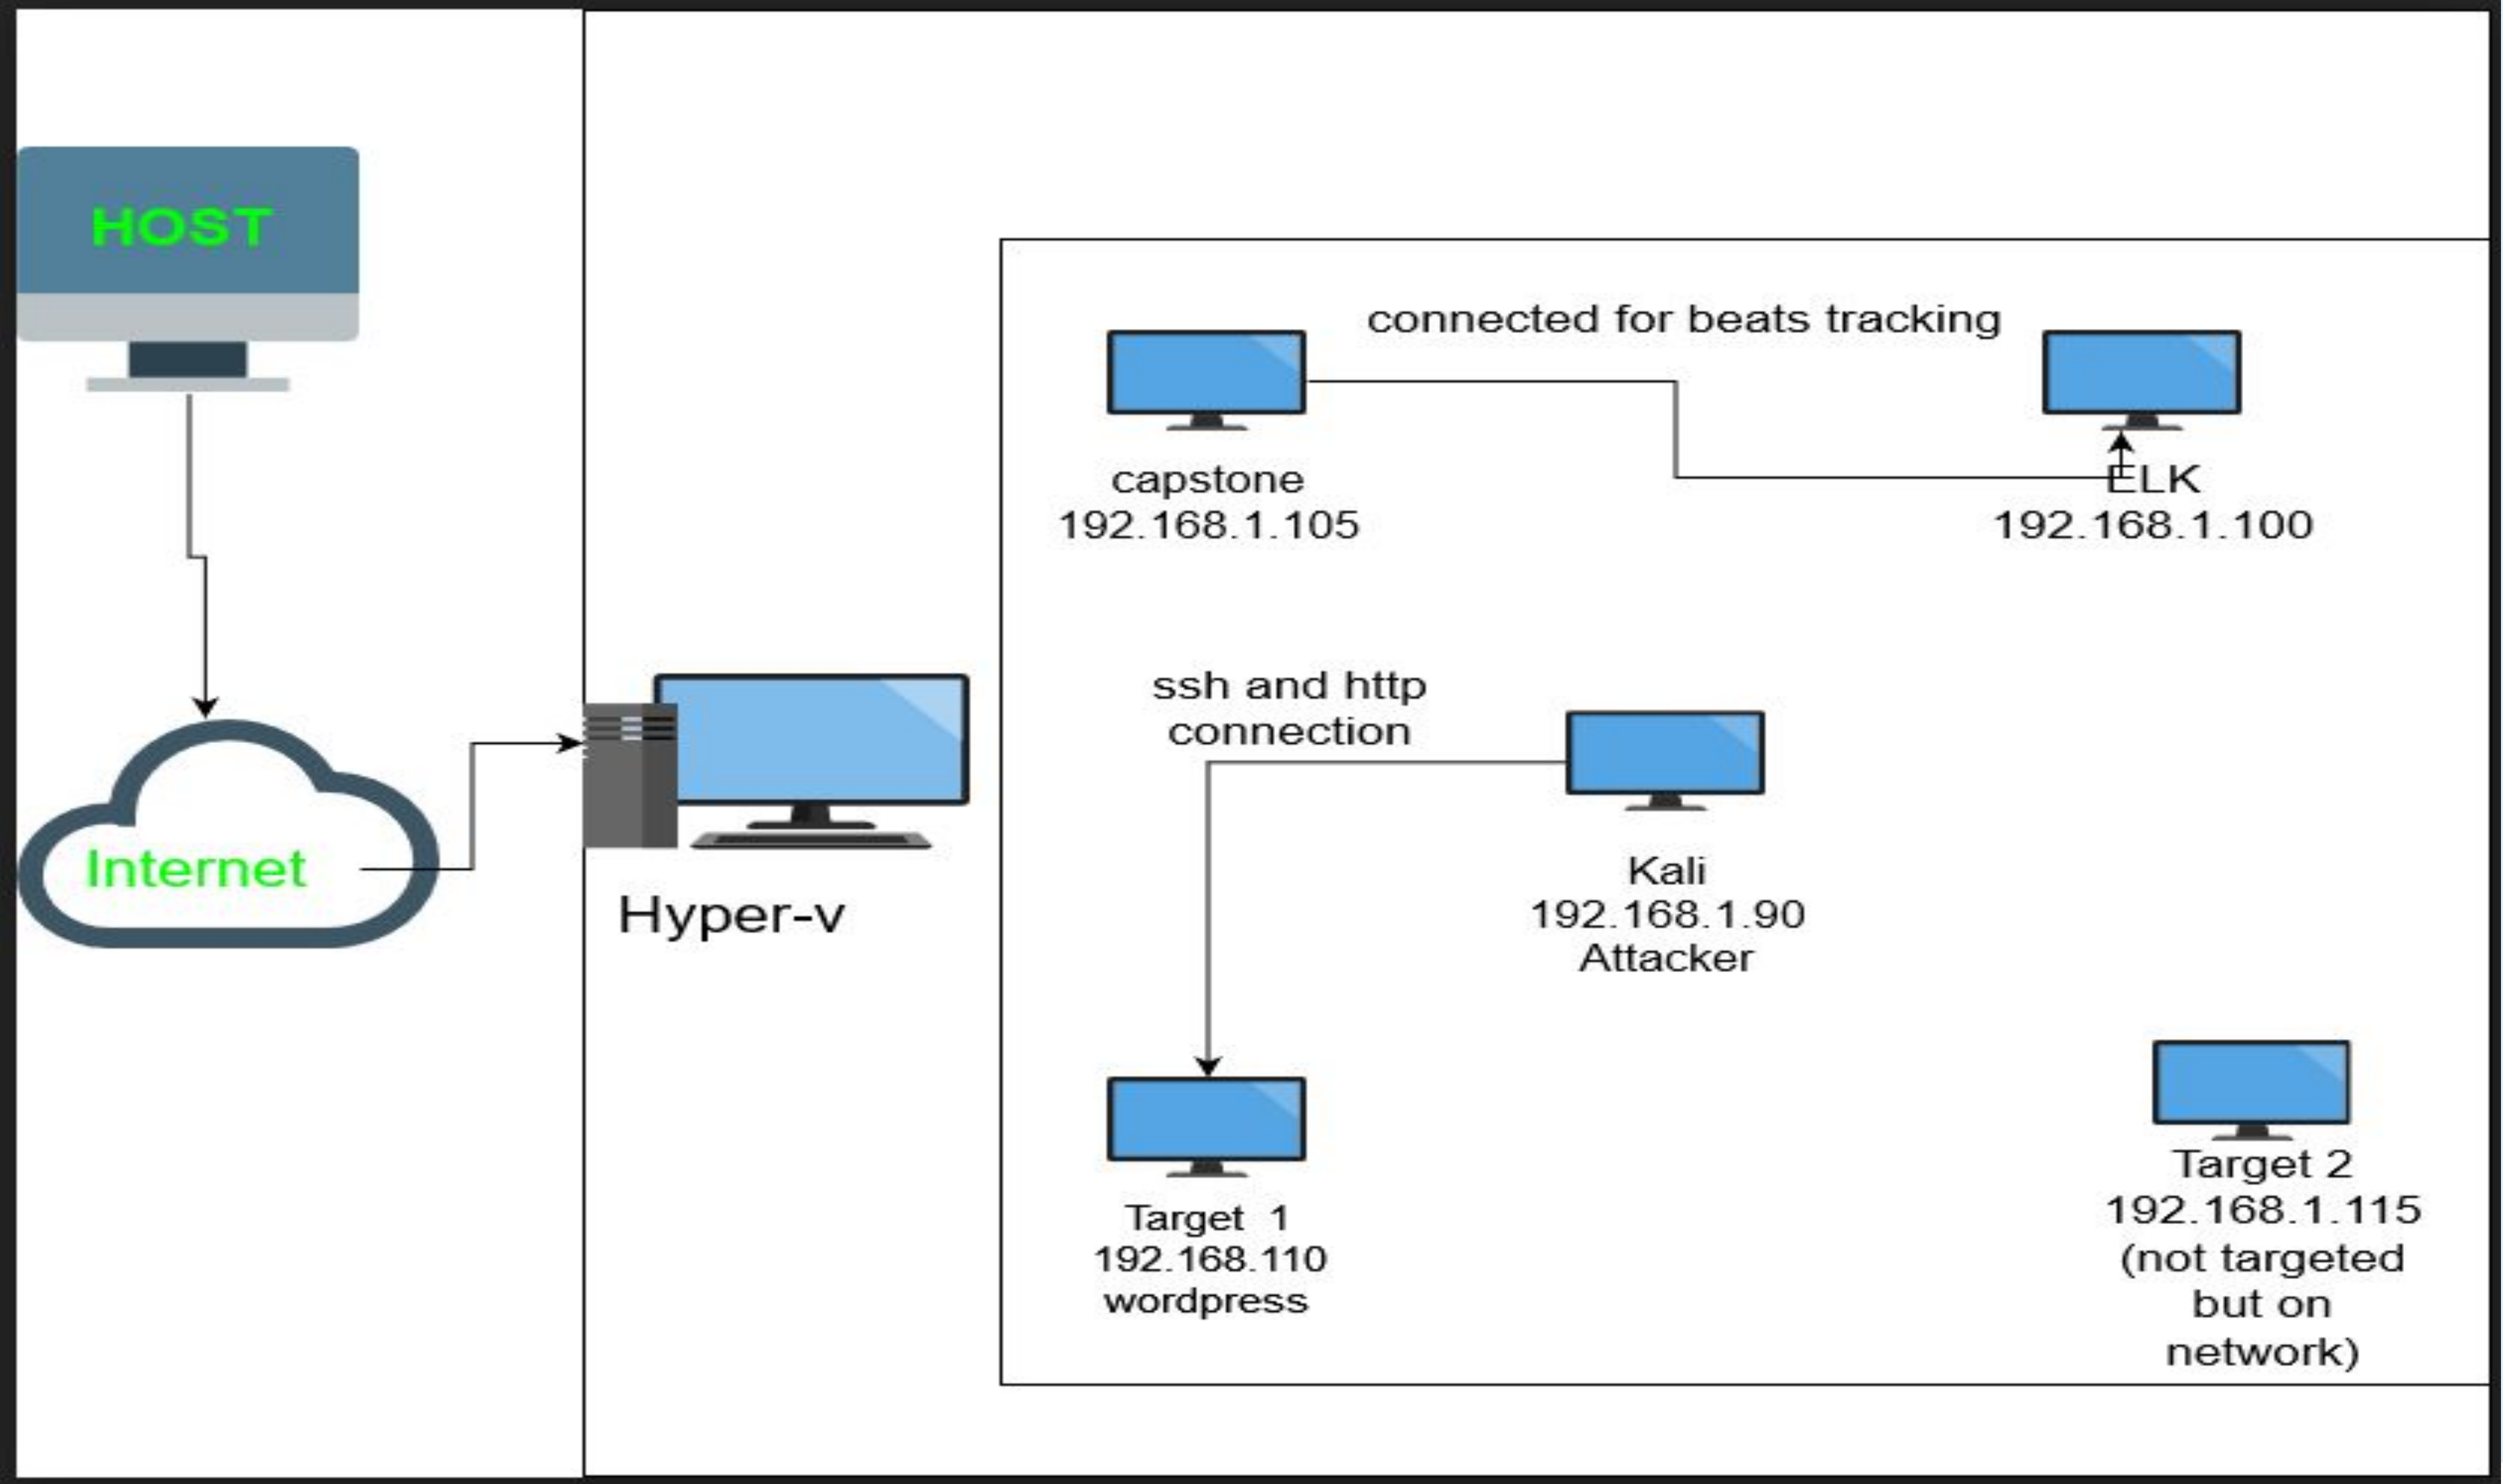 HOST
Internet
Hyper-v
connected for beats tracking
capstone
192.168.1.105
ELK
192.168.1.100
ssh and http
connection
Kali
192.168.1.90
Attacker
Target 1
192.168.110
wordpress
Target 2
192.168.1.115
(not targeted
but on
network)